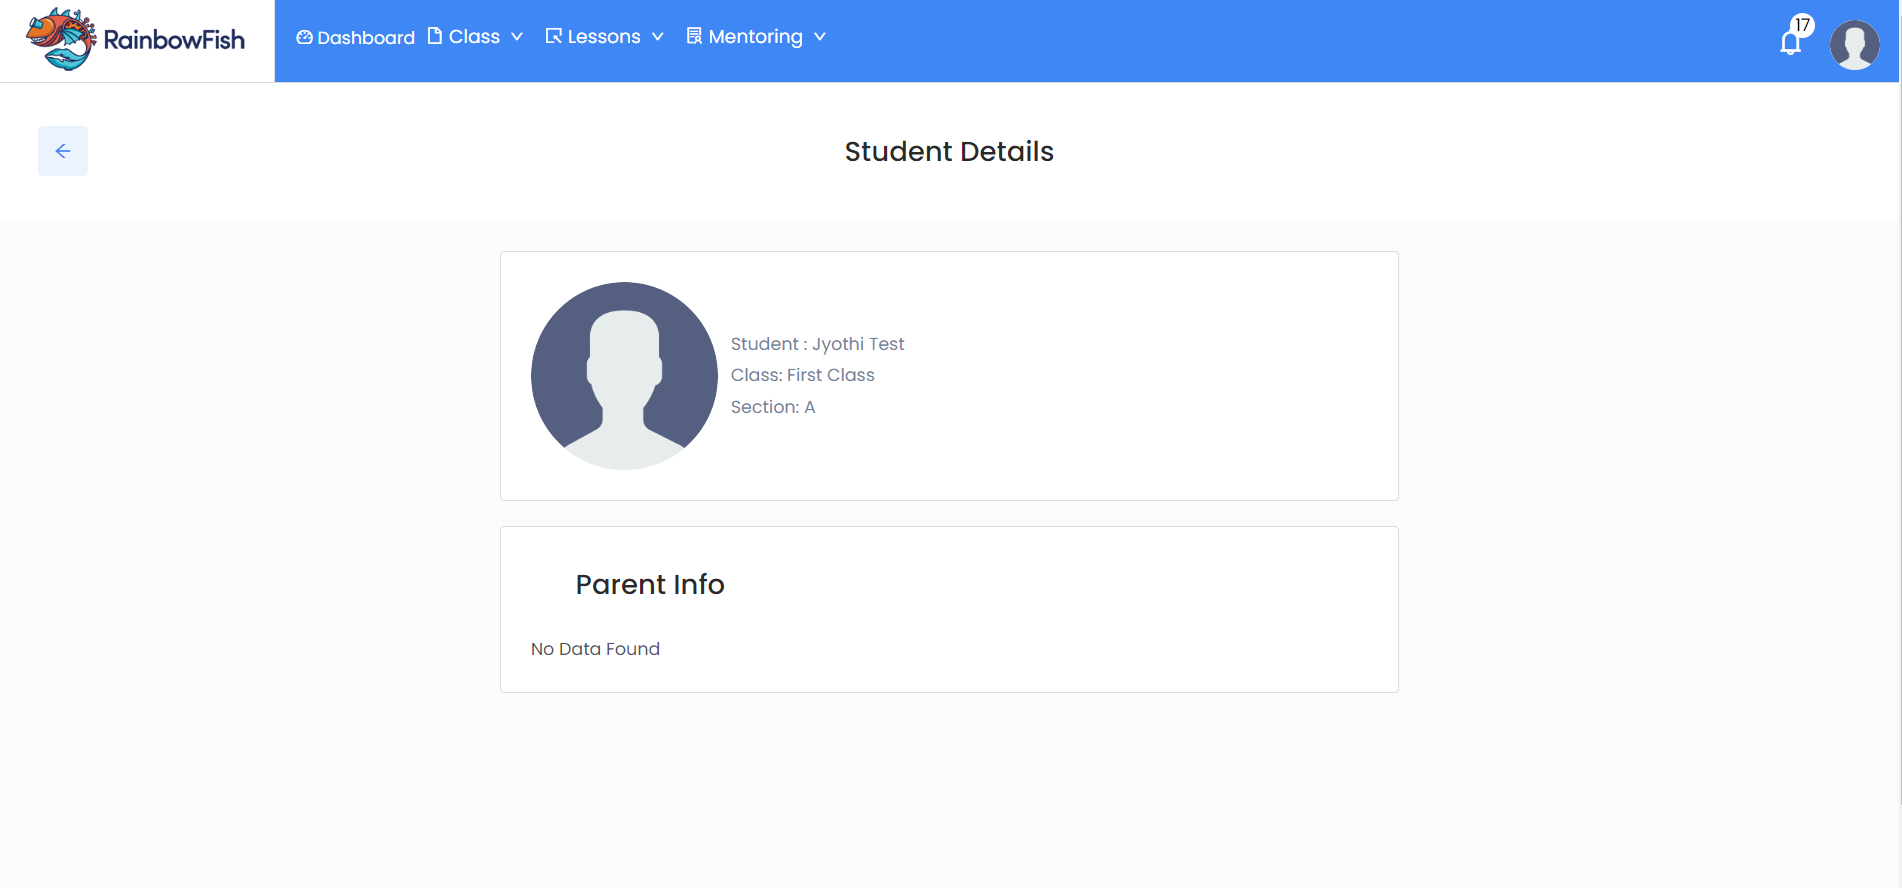 RainbowFish
Dashboard Class Lessons Mentoring
17
Student Details
Student : Jyothi Test
Class: First Class
Section: A
Parent Info
No Data Found